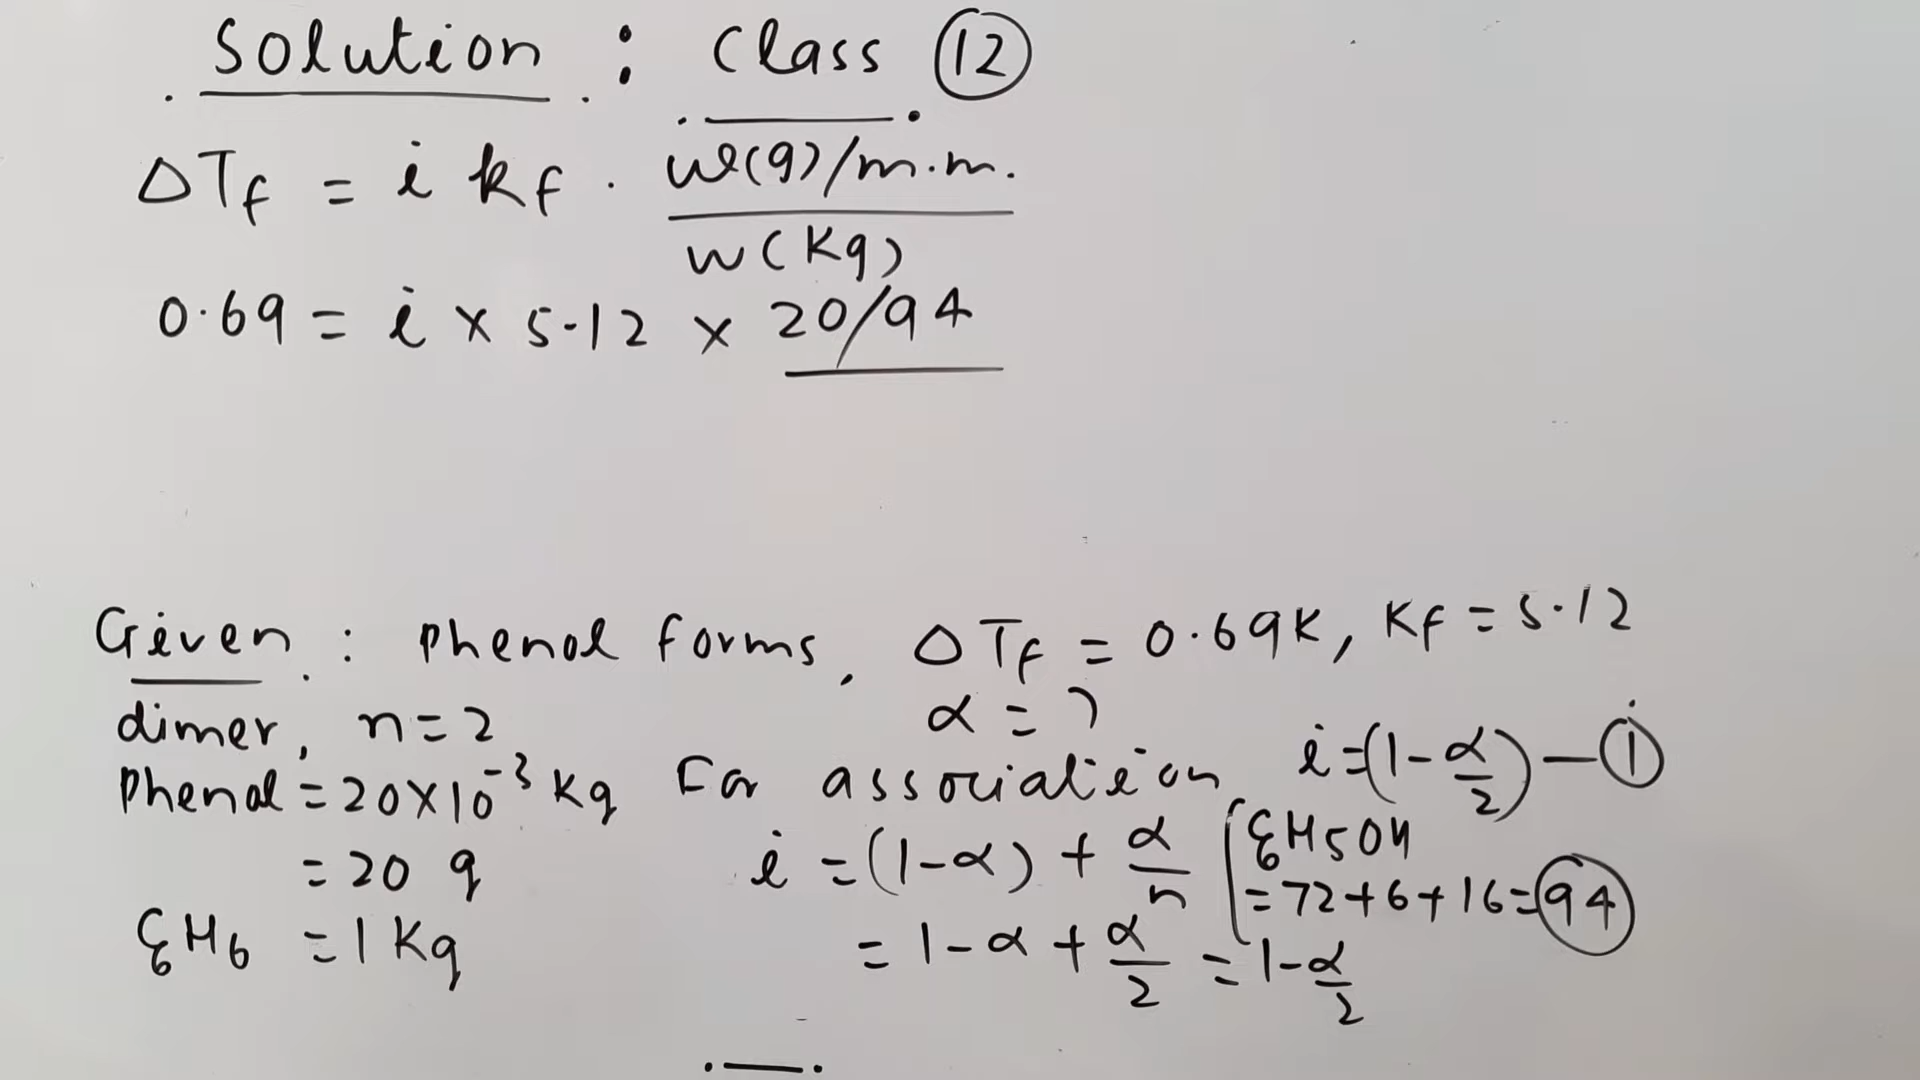 Solution : Class 12
ΔTf = i kf . w(g)/m.m.
w(Kg)
0.69 = i × 5.12 × 20/94
Given : Phenol forms, ΔTf = 0.69K, Kf = 5.12
dimer, n=2
α = ?
Phenol = 20×10⁻³ Kg
= 20 g
C6H6 = 1 Kg
For association i=(1-α/2) — (i)
i = (1-α) + α/n
= 1-α + α/2 = 1-α/2
C6H5OH
= 72+6+16=94